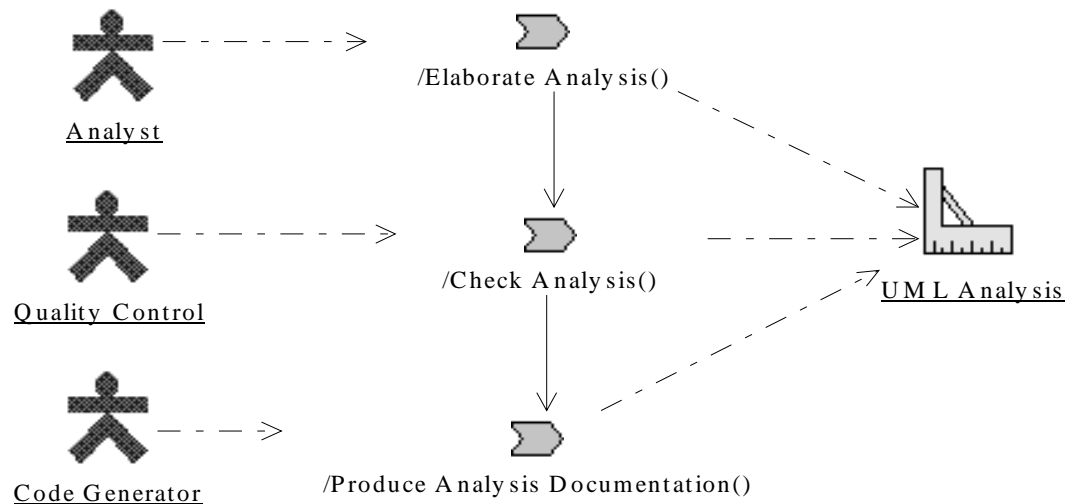 /Elaborate Analysis()
Analyst
/Check Analysis()
UML Analysis
Quality Control
/Produce Analysis Documentation()
Code Generator